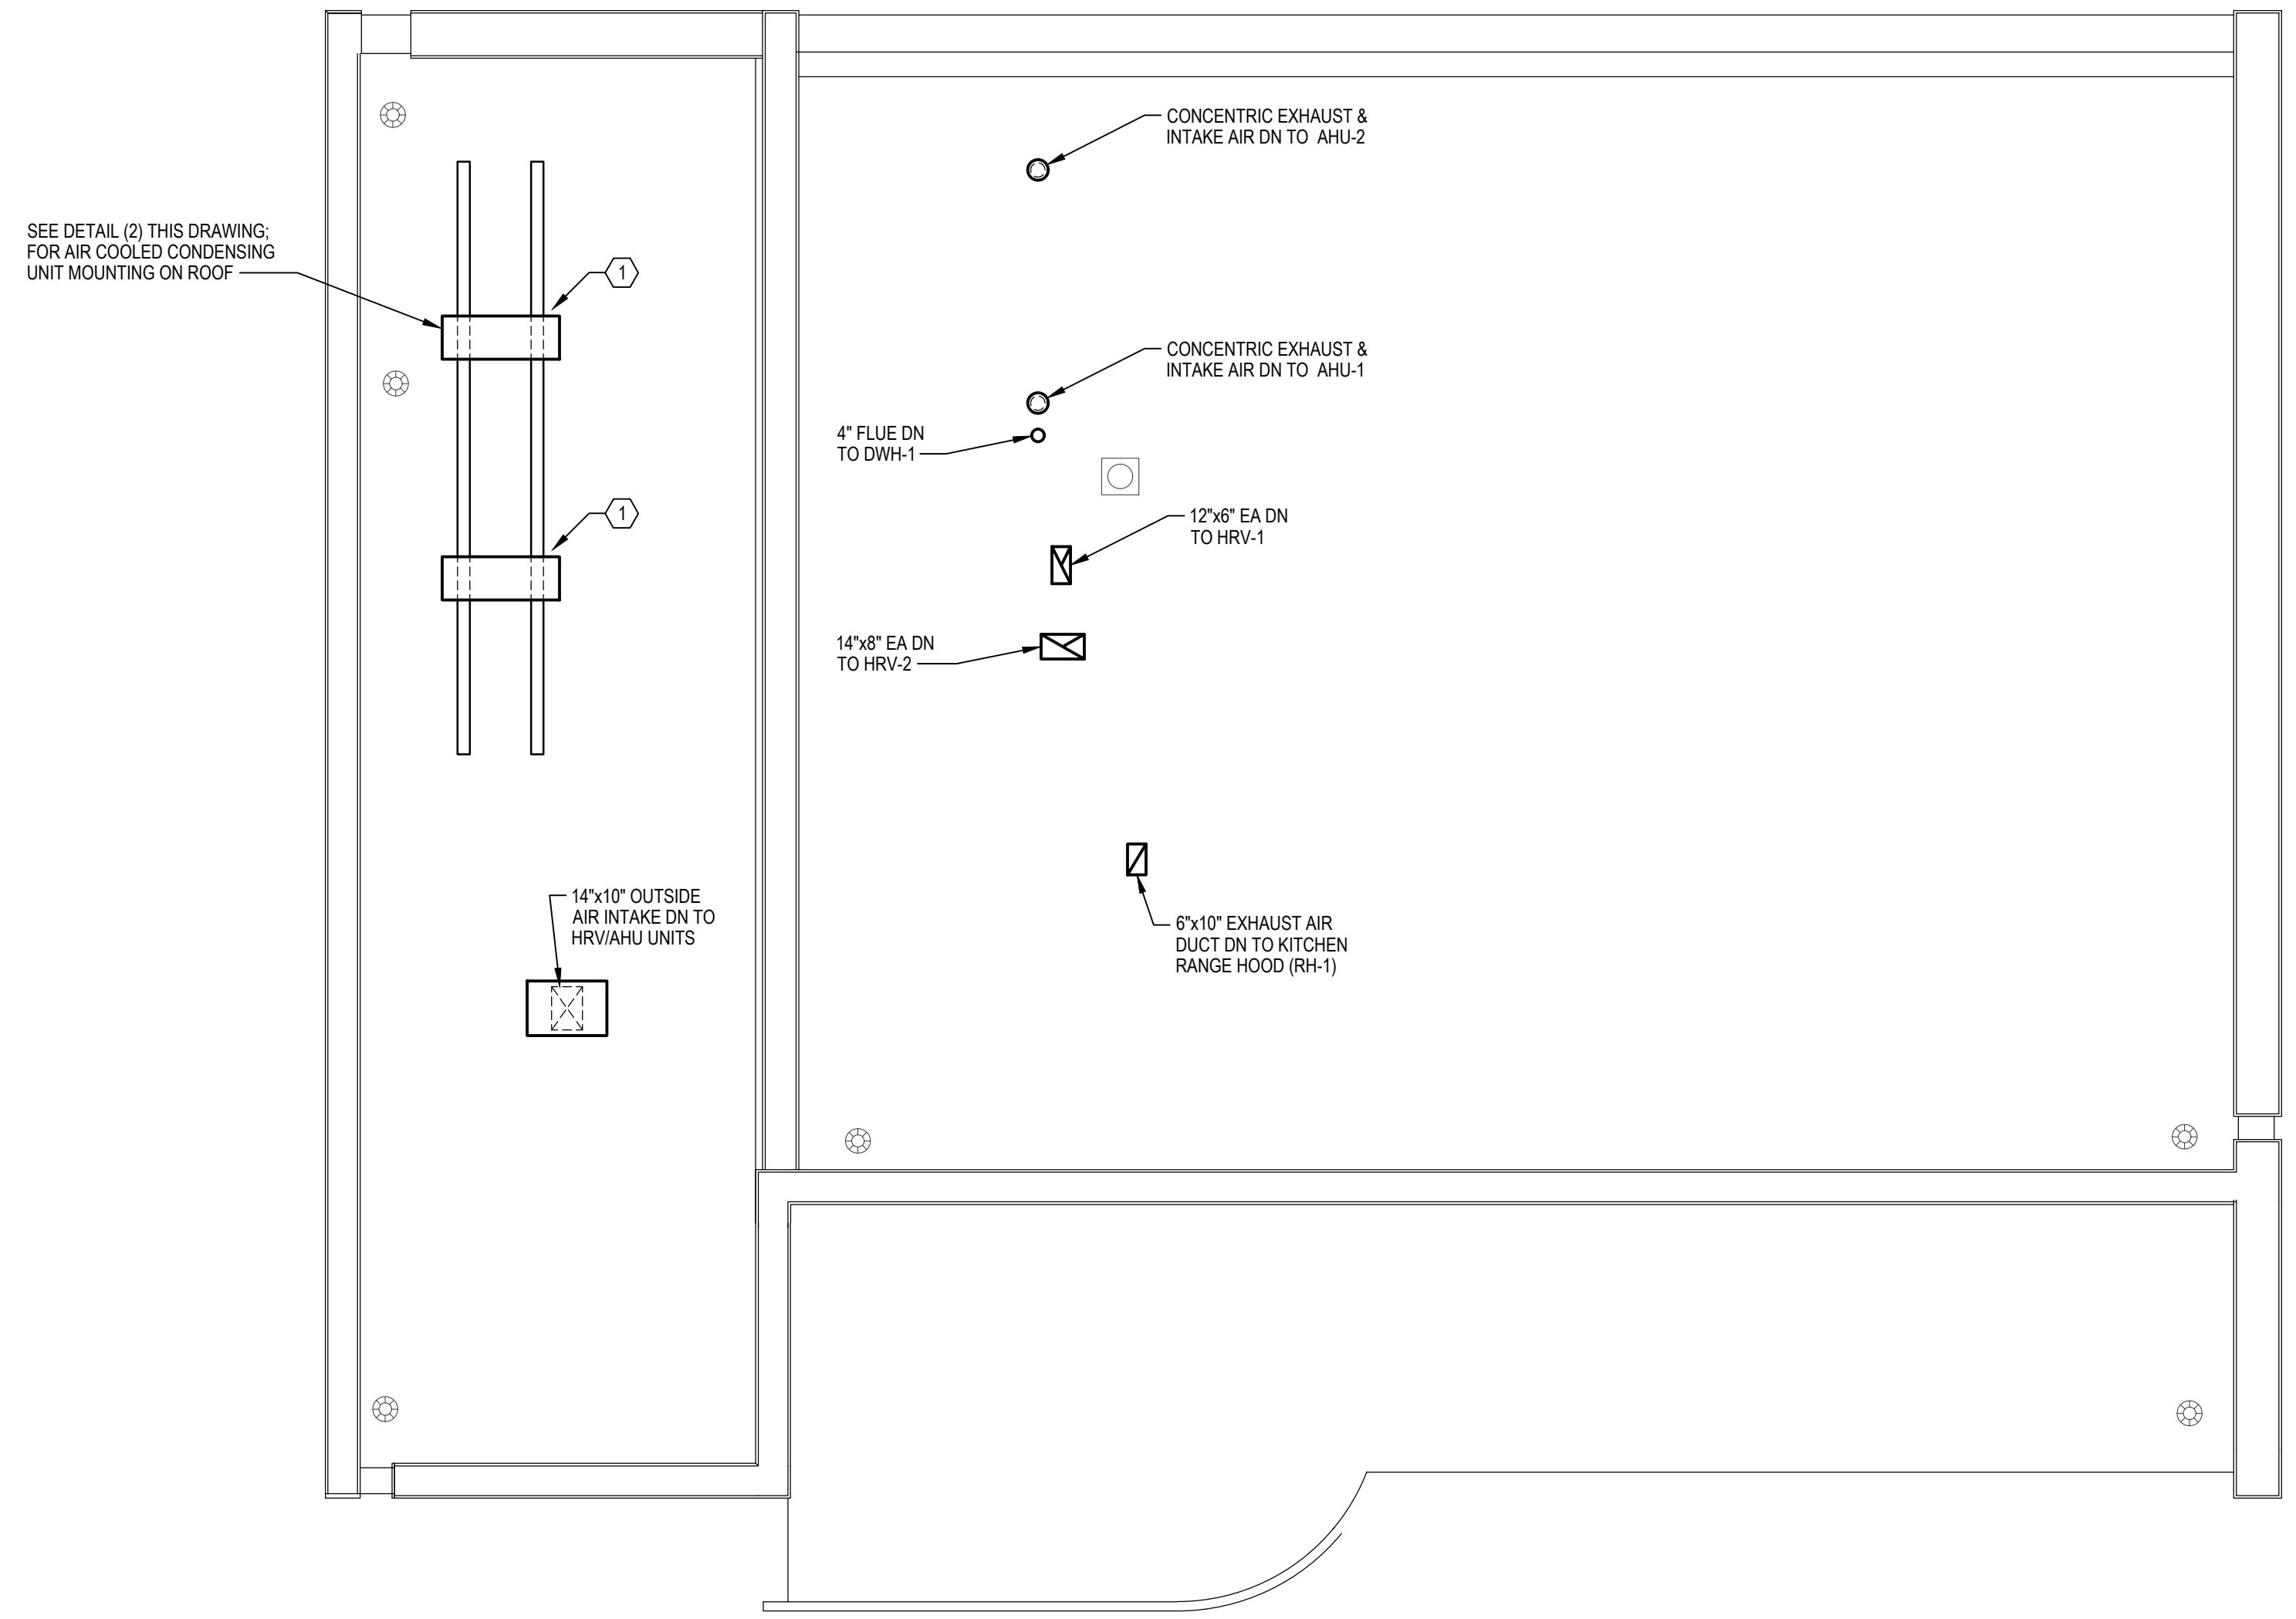 CONCENTRIC EXHAUST &
INTAKE AIR DN TO AHU-2
SEE DETAIL (2) THIS DRAWING;
FOR AIR COOLED CONDENSING
UNIT MOUNTING ON ROOF
1
CONCENTRIC EXHAUST &
INTAKE AIR DN TO AHU-1
4" FLUE DN
TO DWH-1
1
12"x6" EA DN
TO HRV-1
14"x8" EA DN
TO HRV-2
14"x10" OUTSIDE
AIR INTAKE DN TO
HRV/AHU UNITS
6"x10" EXHAUST AIR
DUCT DN TO KITCHEN
RANGE HOOD (RH-1)